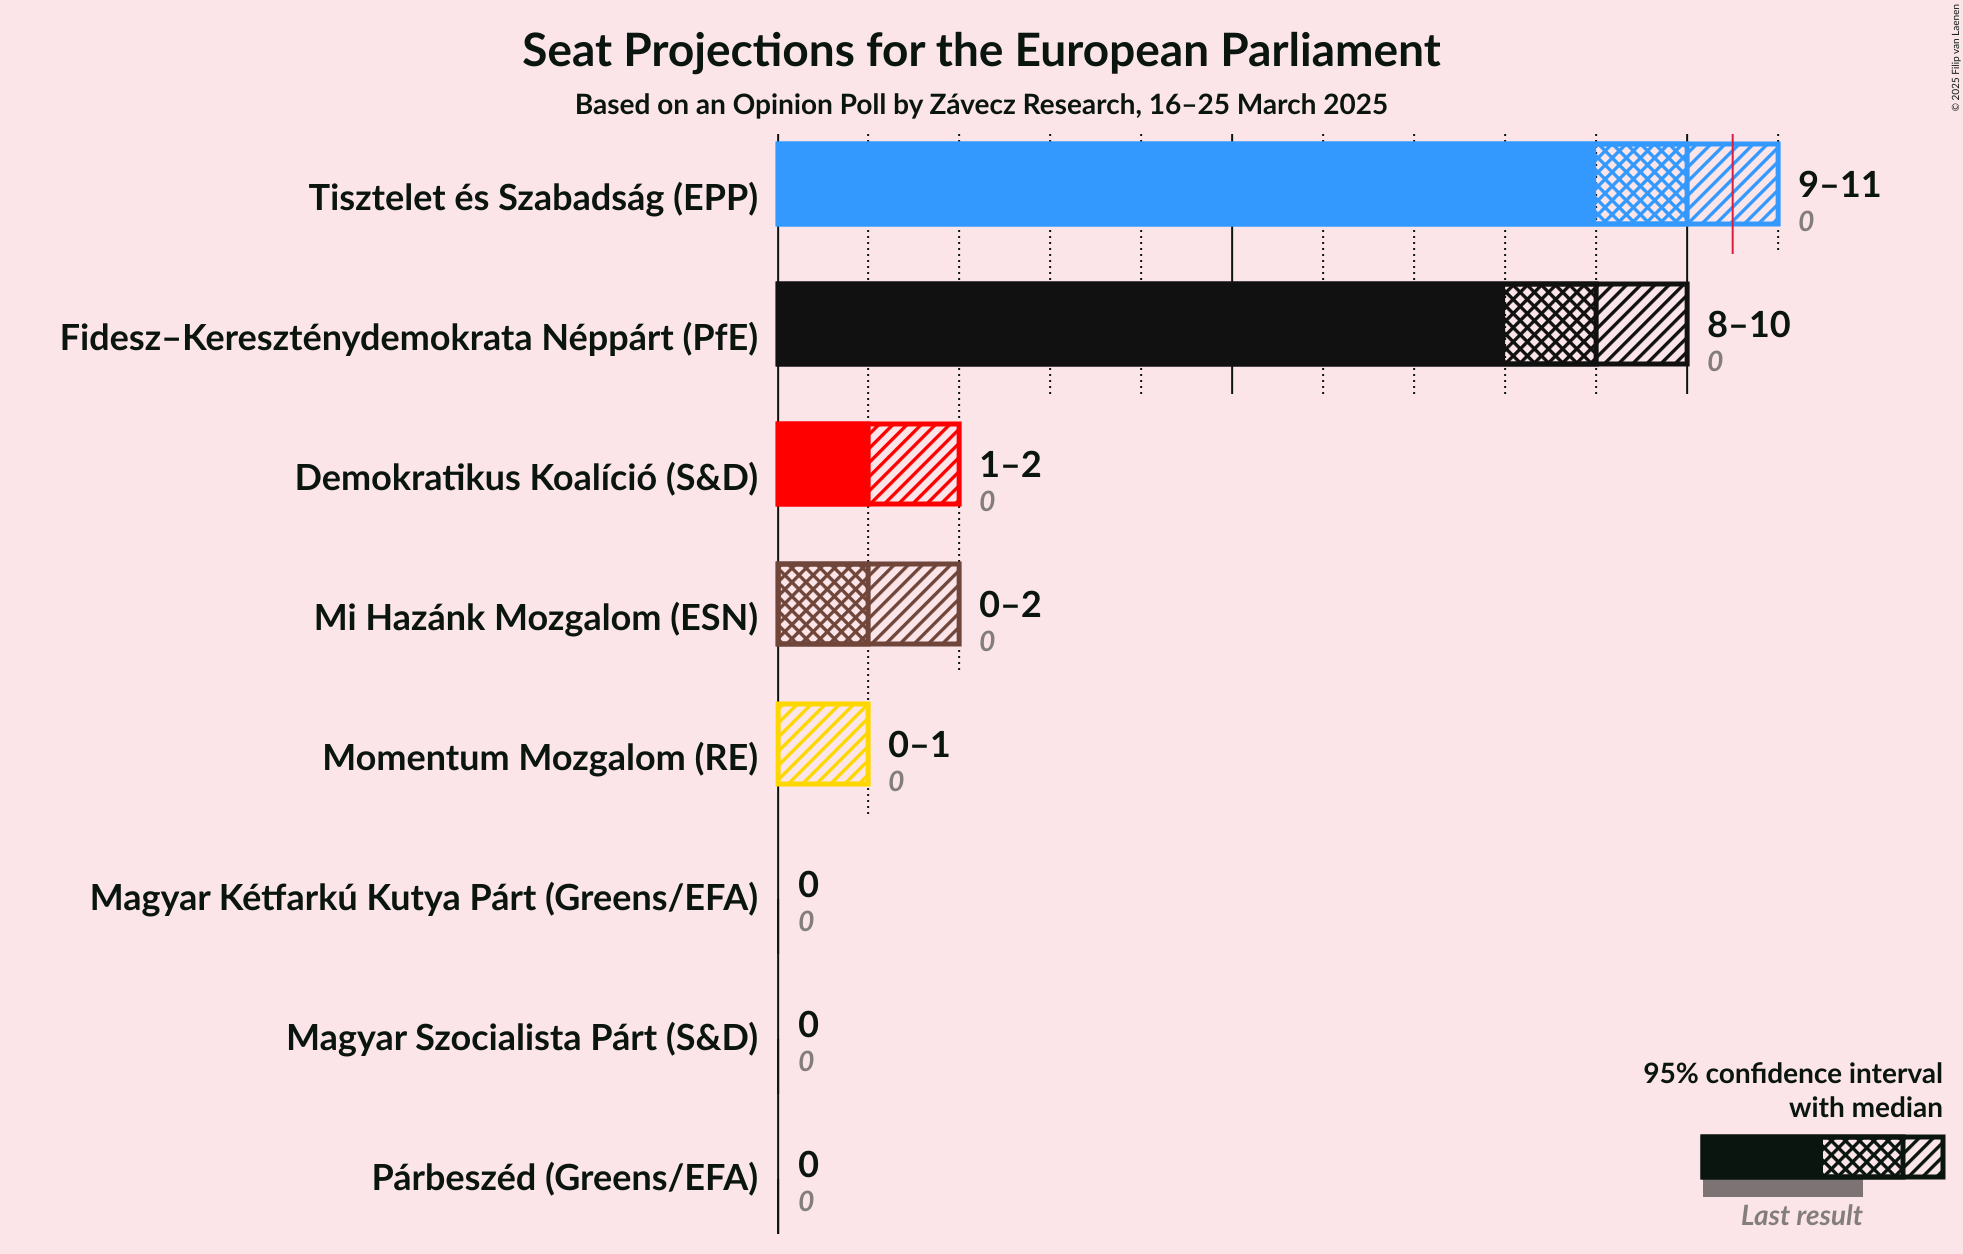 Seat Projections for the European Parliament
Based on an Opinion Poll by Závecz Research, 16–25 March 2025
© 2025 Filip van Laenen
Tisztelet és Szabadság (EPP)
9–11
0
Fidesz–Kereszténydemokrata Néppárt (PfE)
8–10
0
Demokratikus Koalíció (S&D)
1–2
0
Mi Hazánk Mozgalom (ESN)
0–2
0
Momentum Mozgalom (RE)
0–1
0
Magyar Kétfarkú Kutya Párt (Greens/EFA)
0
0
Magyar Szocialista Párt (S&D)
0
0
Párbeszéd (Greens/EFA)
0
0
95% confidence interval
with median
Last result